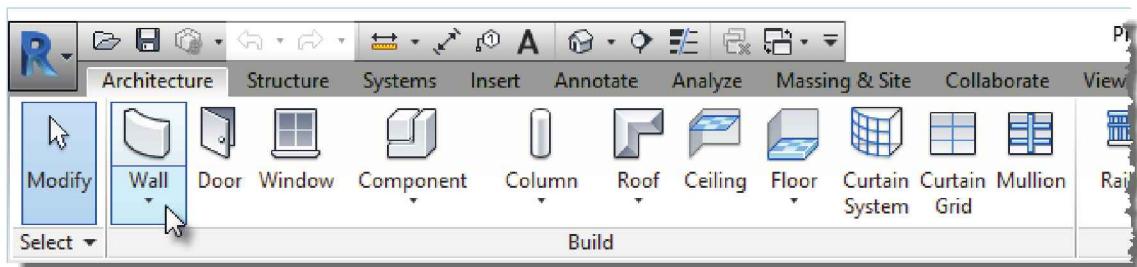 R
A
Pr
Architecture Structure Systems Insert Annotate Analyze Massing & Site Collaborate View
Modify Wall Door Window Component Column Roof Ceiling Floor Curtain System Curtain Grid Mullion Rai
Select Build